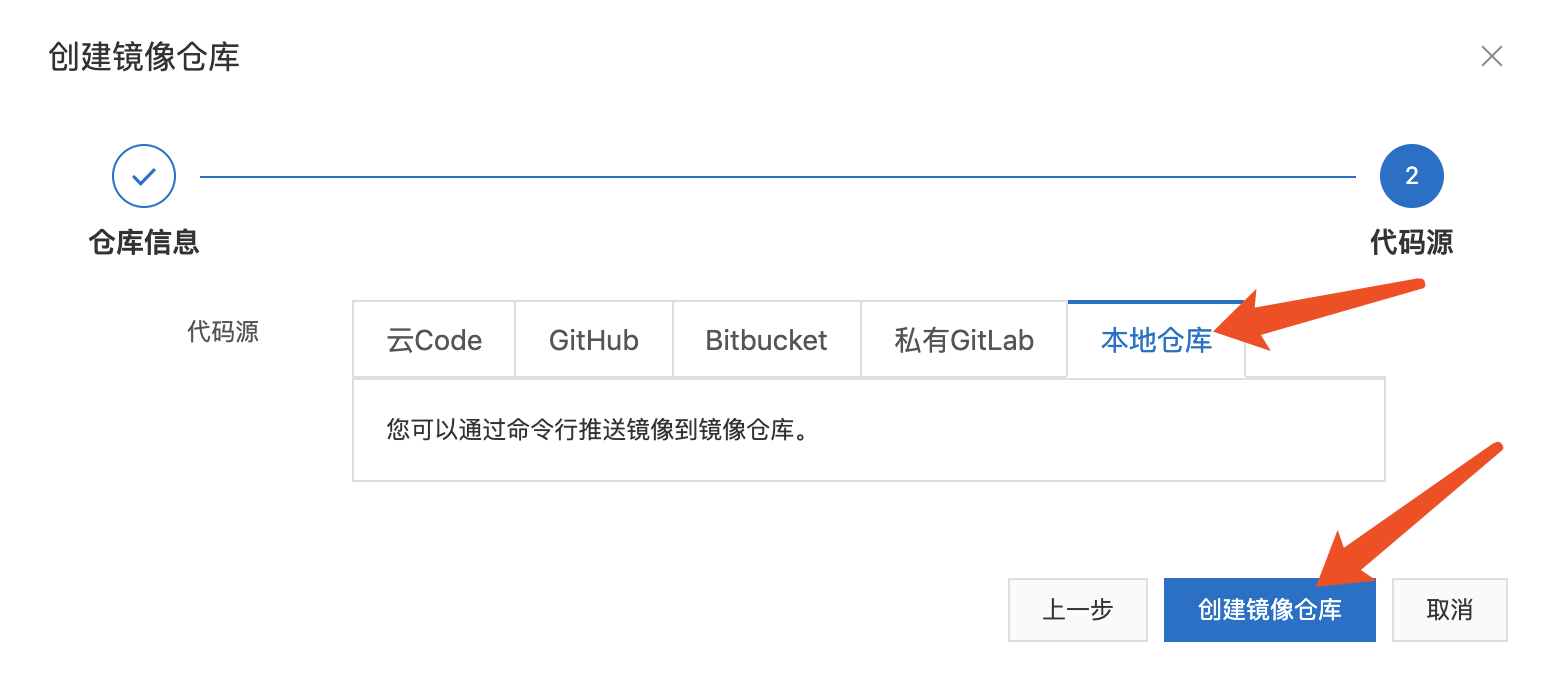 创建镜像仓库
2
仓库信息
代码源
代码源
云Code
GitHub
Bitbucket
私有GitLab
本地仓库
您可以通过命令行推送镜像到镜像仓库。
上一步
创建镜像仓库
取消